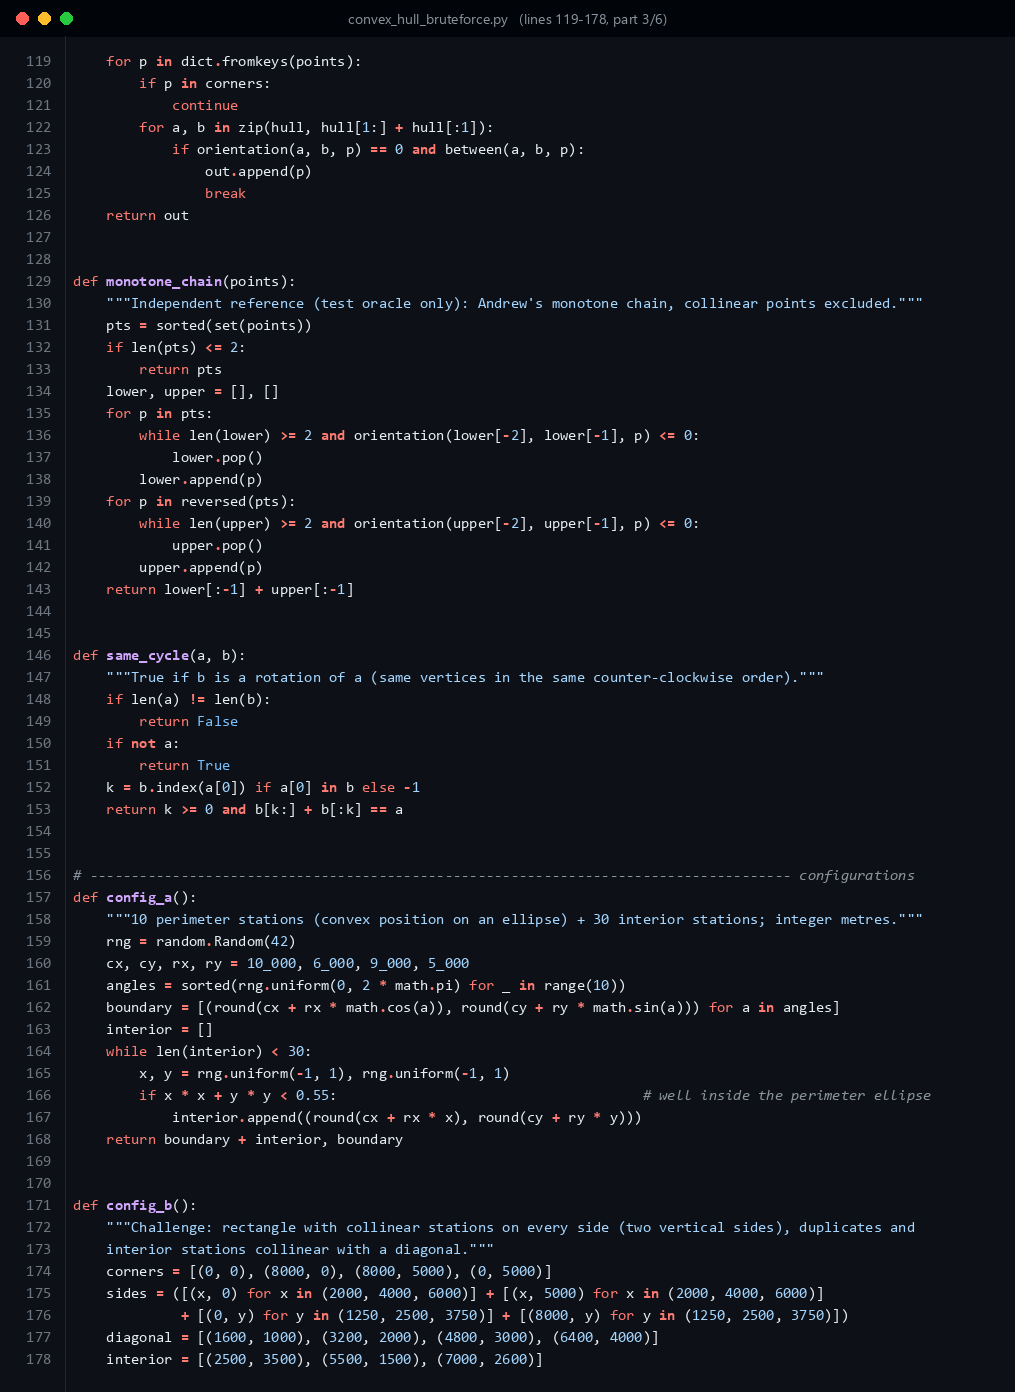 convex_hull_bruteforce.py   (lines 119-178, part 3/6)
119      for p in dict.fromkeys(points):
120          if p in corners:
121              continue
122          for a, b in zip(hull, hull[1:] + hull[:1]):
123              if orientation(a, b, p) == 0 and between(a, b, p):
124                  out.append(p)
125                  break
126      return out
127
128
129  def monotone_chain(points):
130      """Independent reference (test oracle only): Andrew's monotone chain, collinear points excluded."""
131      pts = sorted(set(points))
132      if len(pts) <= 2:
133          return pts
134      lower, upper = [], []
135      for p in pts:
136          while len(lower) >= 2 and orientation(lower[-2], lower[-1], p) <= 0:
137              lower.pop()
138          lower.append(p)
139      for p in reversed(pts):
140          while len(upper) >= 2 and orientation(upper[-2], upper[-1], p) <= 0:
141              upper.pop()
142          upper.append(p)
143      return lower[:-1] + upper[:-1]
144
145
146  def same_cycle(a, b):
147      """True if b is a rotation of a (same vertices in the same counter-clockwise order)."""
148      if len(a) != len(b):
149          return False
150      if not a:
151          return True
152      k = b.index(a[0]) if a[0] in b else -1
153      return k >= 0 and b[k:] + b[:k] == a
154
155
156  # ------------------------------------------------------------------------------------- configurations
157  def config_a():
158      """10 perimeter stations (convex position on an ellipse) + 30 interior stations; integer metres."""
159      rng = random.Random(42)
160      cx, cy, rx, ry = 10_000, 6_000, 9_000, 5_000
161      angles = sorted(rng.uniform(0, 2 * math.pi) for _ in range(10))
162      boundary = [(round(cx + rx * math.cos(a)), round(cy + ry * math.sin(a))) for a in angles]
163      interior = []
164      while len(interior) < 30:
165          x, y = rng.uniform(-1, 1), rng.uniform(-1, 1)
166          if x * x + y * y < 0.55:                                     # well inside the perimeter ellipse
167              interior.append((round(cx + rx * x), round(cy + ry * y)))
168      return boundary + interior, boundary
169
170
171  def config_b():
172      """Challenge: rectangle with collinear stations on every side (two vertical sides), duplicates and
173      interior stations collinear with a diagonal."""
174      corners = [(0, 0), (8000, 0), (8000, 5000), (0, 5000)]
175      sides = ([(x, 0) for x in (2000, 4000, 6000)] + [(x, 5000) for x in (2000, 4000, 6000)]
176               + [(0, y) for y in (1250, 2500, 3750)] + [(8000, y) for y in (1250, 2500, 3750)])
177      diagonal = [(1600, 1000), (3200, 2000), (4800, 3000), (6400, 4000)]
178      interior = [(2500, 3500), (5500, 1500), (7000, 2600)]